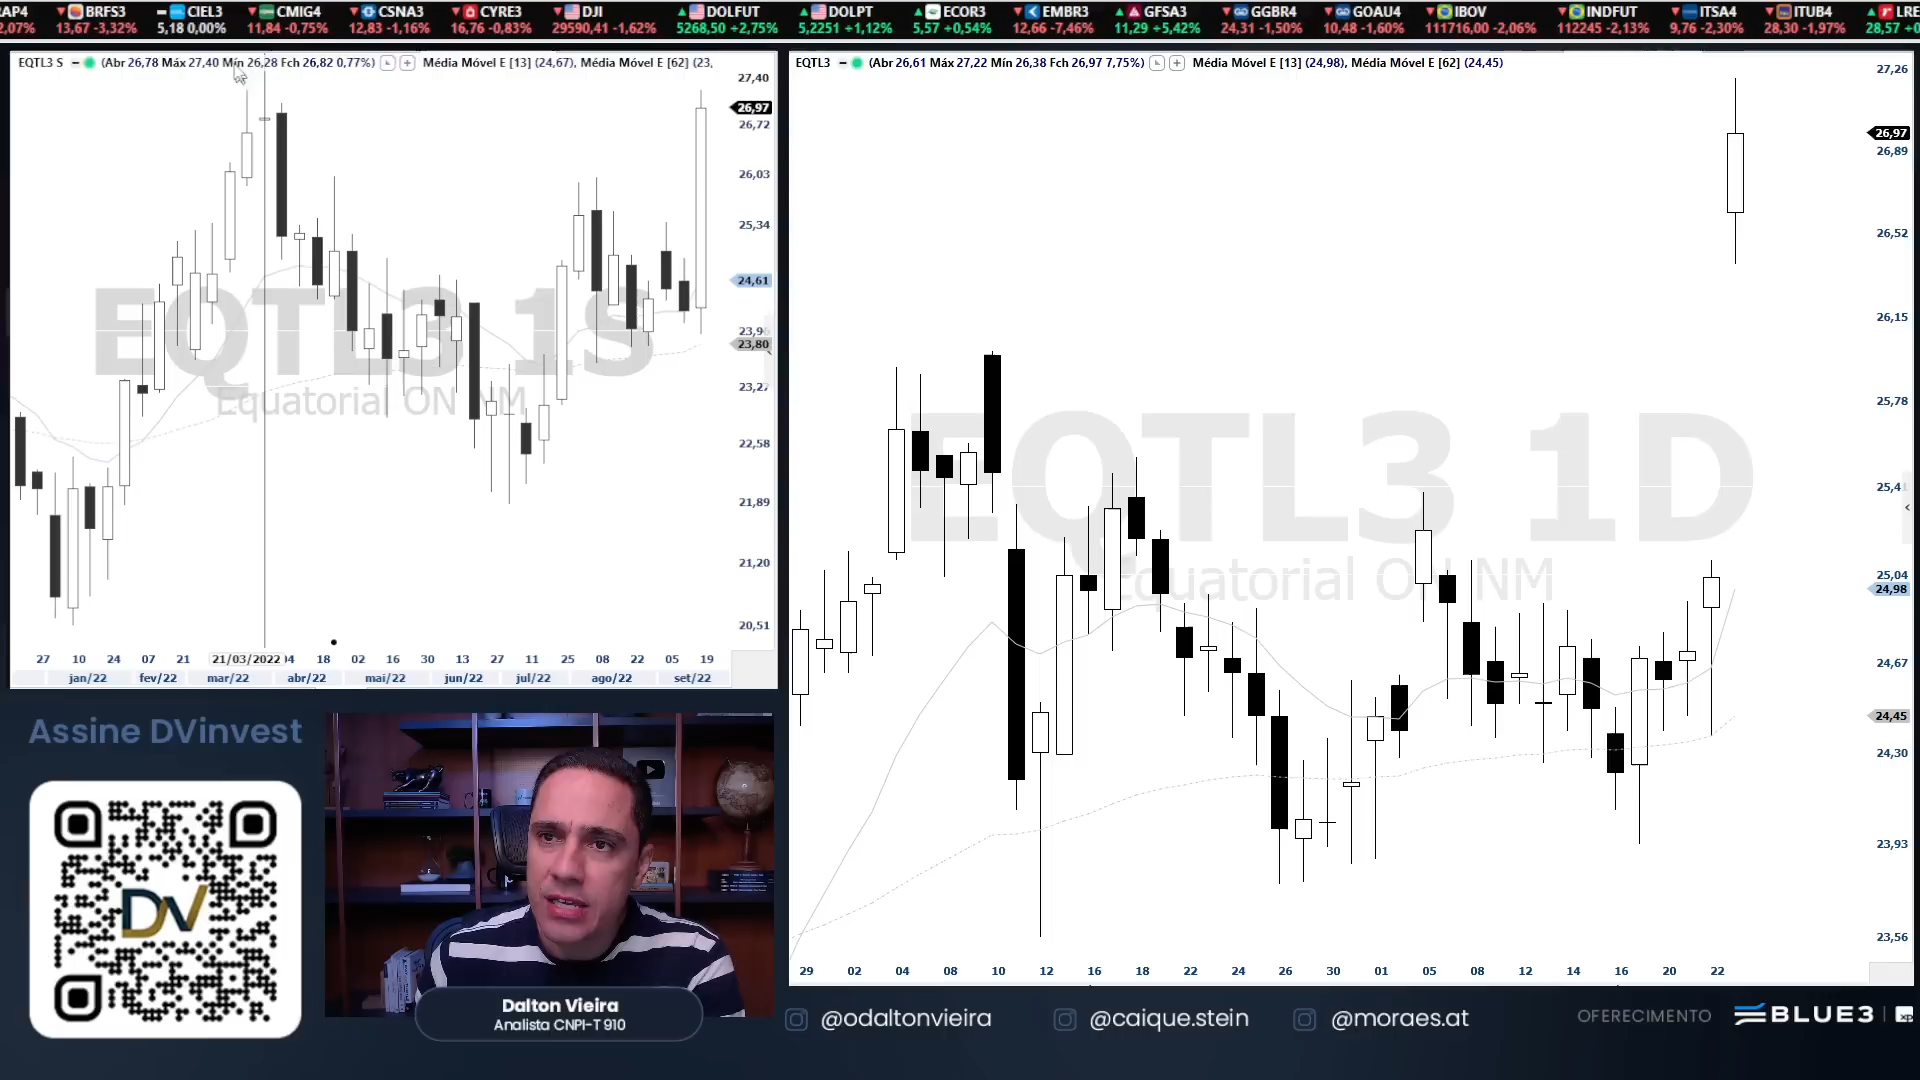 RAP4 BRFS3 CIEL3 CMIG4 CSNA3 CYRE3 DJI DOLFUT DOLPT ECOR3 EMBR3 GFSA3 GGBR4 GOAU4 IBOV INDFUT ITSA4 ITUB4 LRE
2,07% 13,67 -3,32% 5,18 0,00% 11,84 -0,75% 12,83 -1,16% 16,76 -0,83% 29590,41 -1,62% 5268,50 +2,75% 5,2251 +1,12% 5,57 +0,54% 12,66 -7,46% 11,29 +5,42% 24,31 -1,50% 10,48 -1,60% 111716,00 -2,06% 112245 -2,13% 9,76 -2,30% 28,30 -1,97% 28,57 +0
EQTL3 S (Abr 26,78 Máx 27,40 Mín 26,28 Fch 26,82 0,77%) Média Móvel E [13] (24,67), Média Móvel E [62] (23,
27,40
26,97
26,72
26,03
25,34
24,61
23,80
23,27
22,58
21,89
21,20
20,51
EQTL3 1S
Equatorial ON NM
27 10 24 07 21 21/03/2022 04 18 02 16 30 13 27 11 25 08 22 05 19
jan/22 fev/22 mar/22 abr/22 mai/22 jun/22 jul/22 ago/22 set/22
EQTL3 (Abr 26,61 Máx 27,22 Mín 26,38 Fch 26,97 7,75%) Média Móvel E [13] (24,98), Média Móvel E [62] (24,45)
27,26
26,97
26,89
26,52
26,15
25,78
25,41
25,04
24,98
24,67
24,45
24,30
23,93
23,56
EQTL3 1D
Equatorial ON NM
29 02 04 08 10 12 16 18 22 24 26 30 01 05 08 12 14 16 20 22
Assine DVinvest
DV
Dalton Vieira
Analista CNPI-T 910
@odaltonvieira @caique.stein @moraes.at
OFERECIMENTO BLUE3 xp